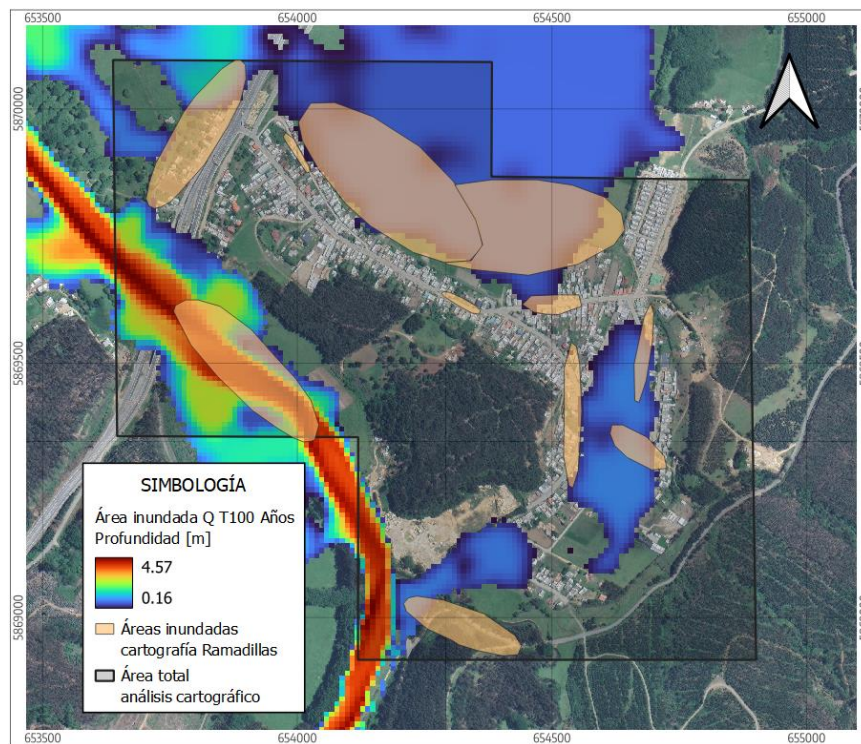 653500 654000 654500 655000
5870000
5869500
5869000
SIMBOLOGÍA
Área inundada Q T100 Años
Profundidad [m]
4.57
0.16
Áreas inundadas
cartografía Ramadillas
Área total
análisis cartográfico
653500 654000 654500 655000